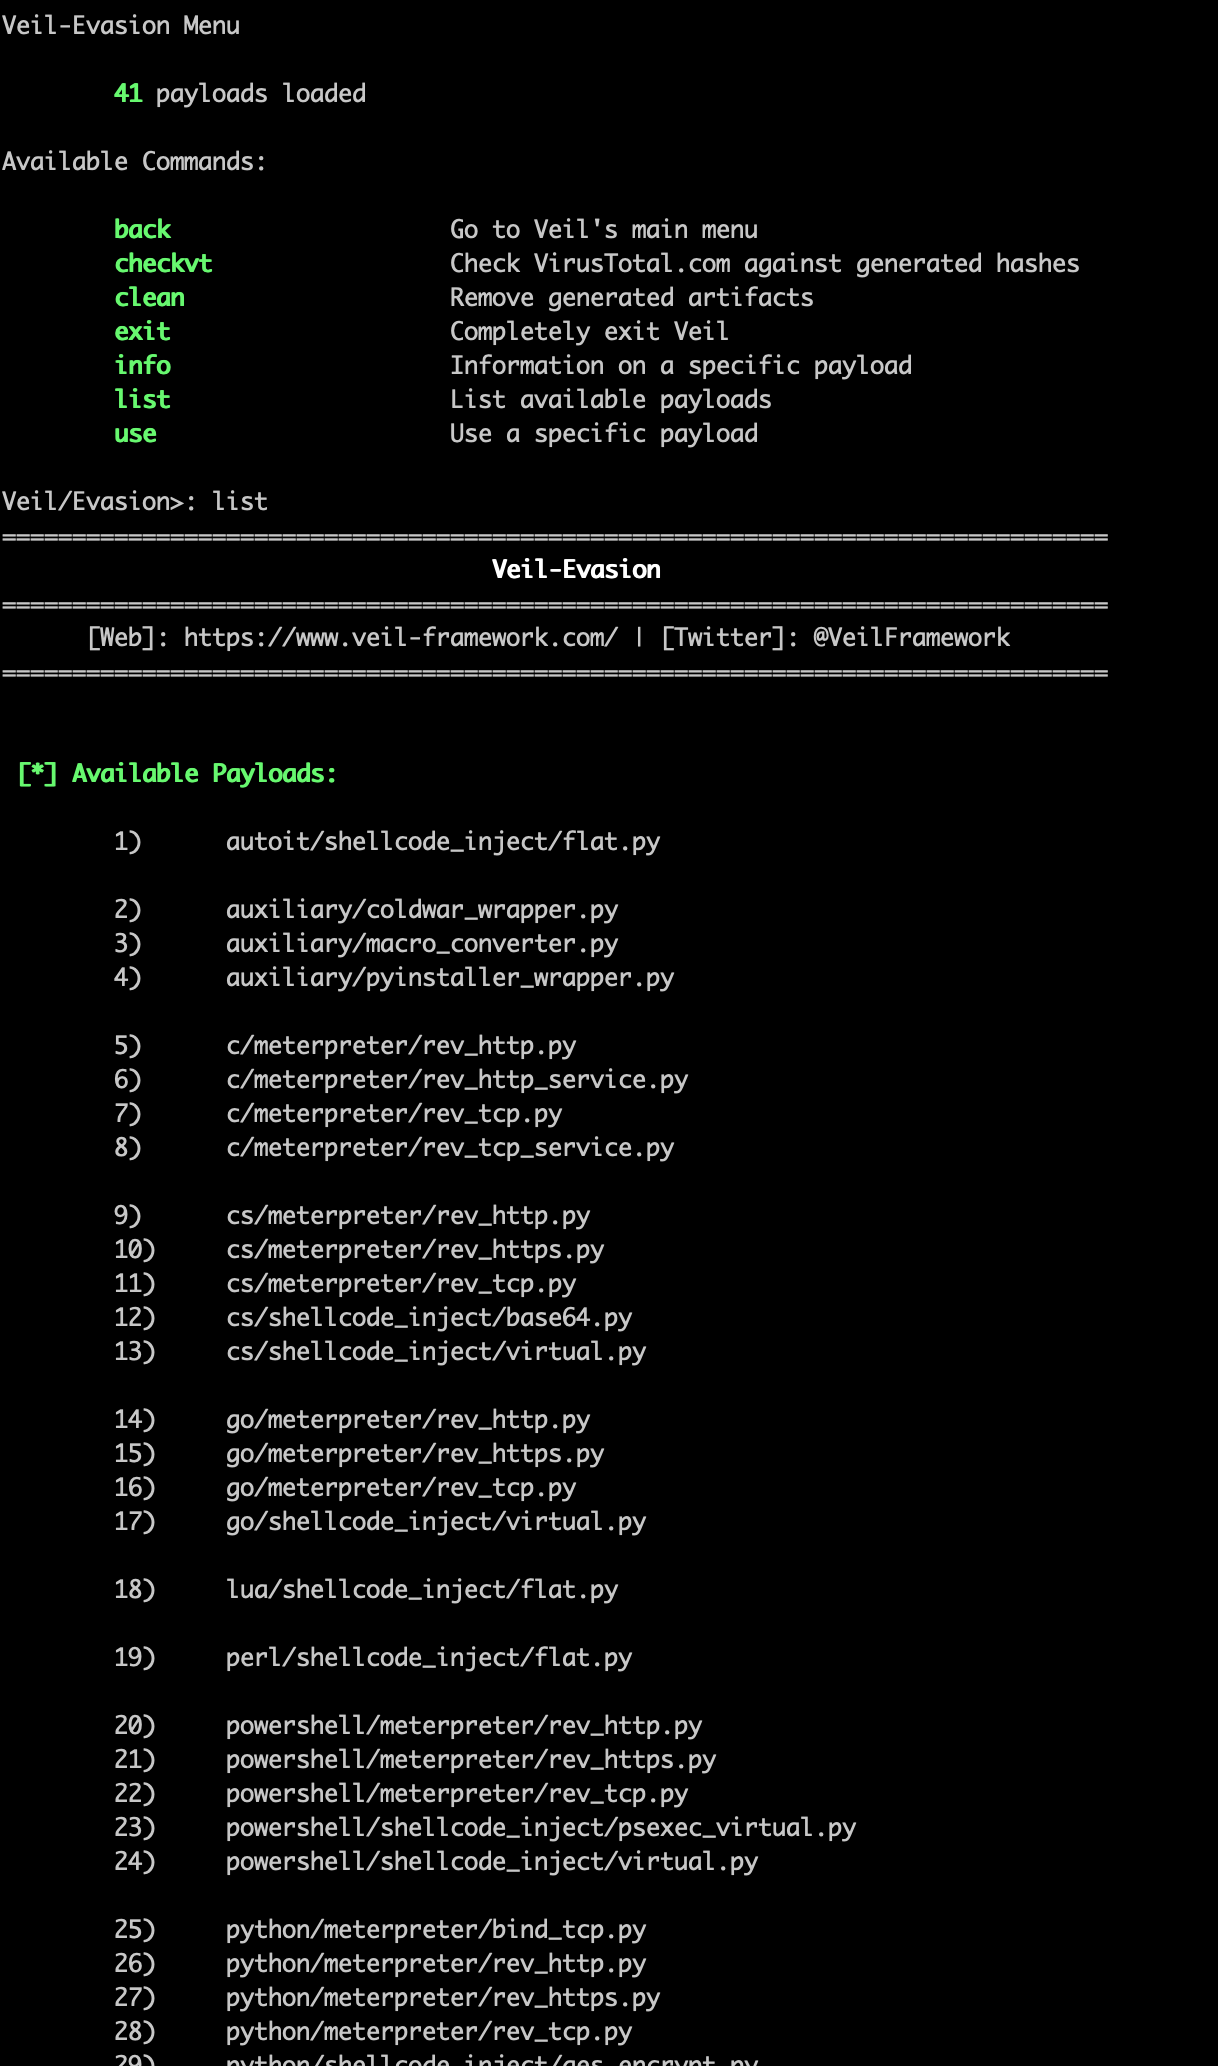 Veil-Evasion Menu
41 payloads loaded
Available Commands:
back Go to Veil's main menu
checkvt Check VirusTotal.com against generated hashes
clean Remove generated artifacts
exit Completely exit Veil
info Information on a specific payload
list List available payloads
use Use a specific payload
Veil/Evasion>: list
===============================================================================
Veil-Evasion
===============================================================================
[Web]: https://www.veil-framework.com/ | [Twitter]: @VeilFramework
===============================================================================
[*] Available Payloads:
1) autoit/shellcode_inject/flat.py
2) auxiliary/coldwar_wrapper.py
3) auxiliary/macro_converter.py
4) auxiliary/pyinstaller_wrapper.py
5) c/meterpreter/rev_http.py
6) c/meterpreter/rev_http_service.py
7) c/meterpreter/rev_tcp.py
8) c/meterpreter/rev_tcp_service.py
9) cs/meterpreter/rev_http.py
10) cs/meterpreter/rev_https.py
11) cs/meterpreter/rev_tcp.py
12) cs/shellcode_inject/base64.py
13) cs/shellcode_inject/virtual.py
14) go/meterpreter/rev_http.py
15) go/meterpreter/rev_https.py
16) go/meterpreter/rev_tcp.py
17) go/shellcode_inject/virtual.py
18) lua/shellcode_inject/flat.py
19) perl/shellcode_inject/flat.py
20) powershell/meterpreter/rev_http.py
21) powershell/meterpreter/rev_https.py
22) powershell/meterpreter/rev_tcp.py
23) powershell/shellcode_inject/psexec_virtual.py
24) powershell/shellcode_inject/virtual.py
25) python/meterpreter/bind_tcp.py
26) python/meterpreter/rev_http.py
27) python/meterpreter/rev_https.py
28) python/meterpreter/rev_tcp.py
29) python/shellcode_inject/aes_encrypt.py